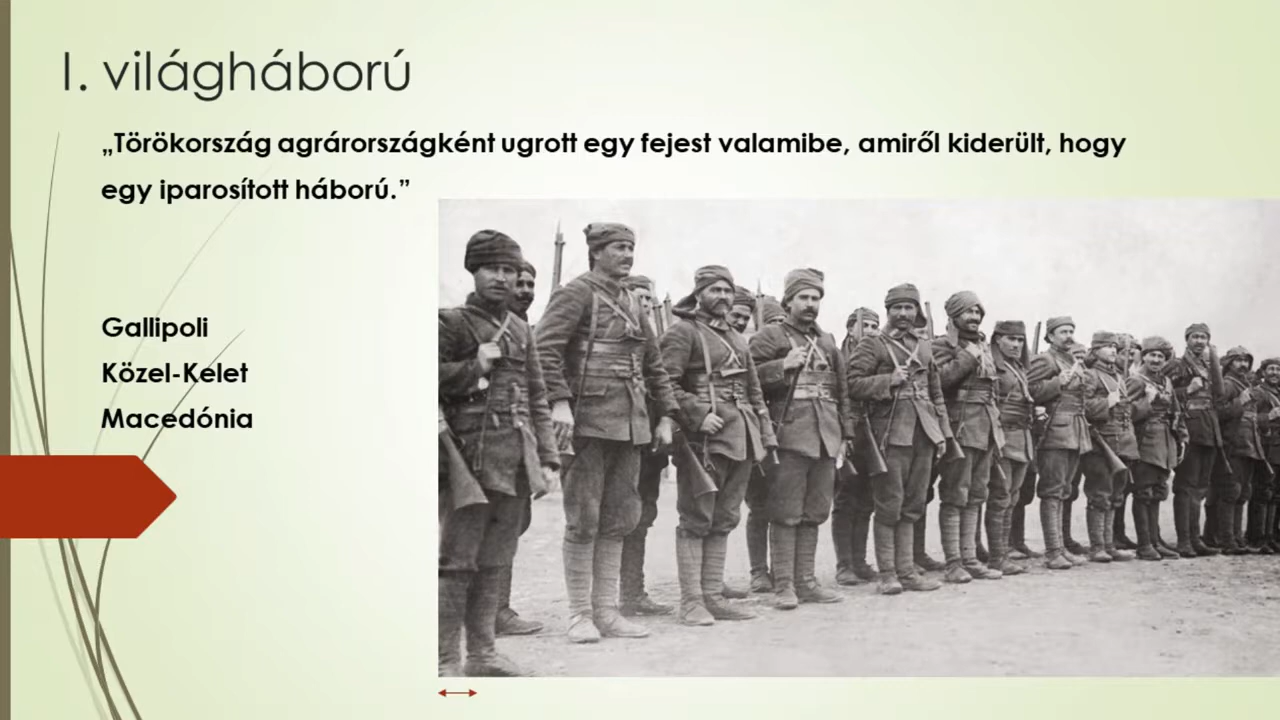 I. világháború
„Törökország agrárországként ugrott egy fejest valamibe, amiről kiderült, hogy
egy iparosított háború.”
Gallipoli
Közel-Kelet
Macedónia